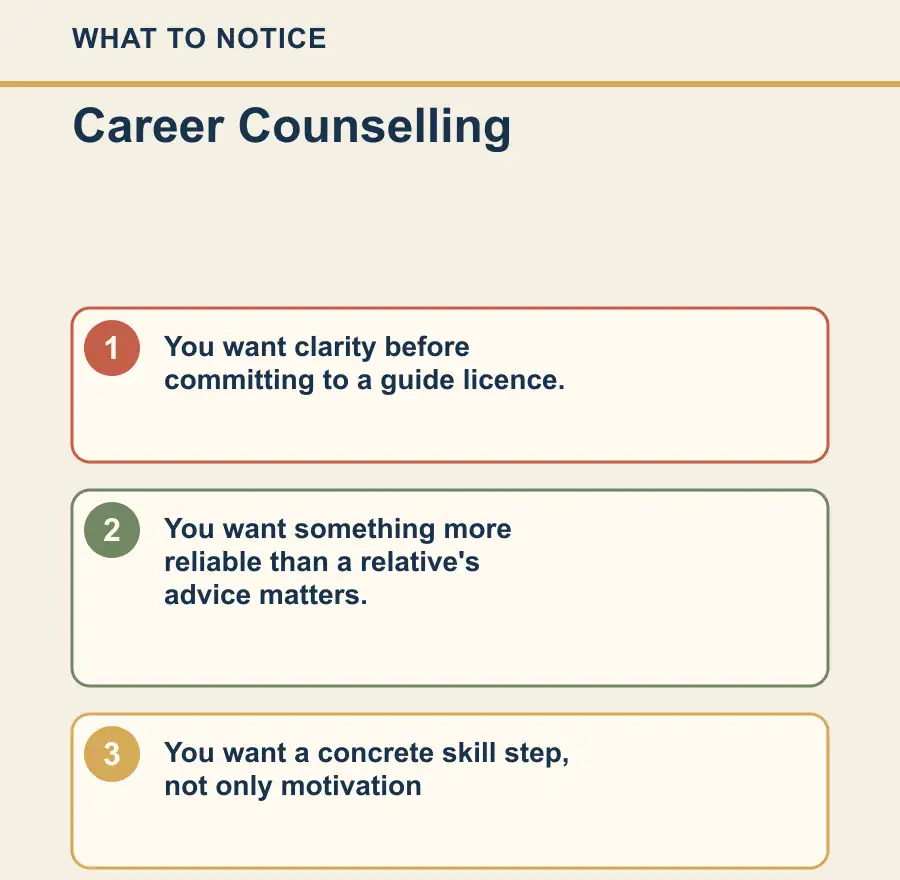 WHAT TO NOTICE
Career Counselling
1
You want clarity before
committing to a guide licence.
2
You want something more
reliable than a relative's
advice matters.
3
You want a concrete skill step,
not only motivation